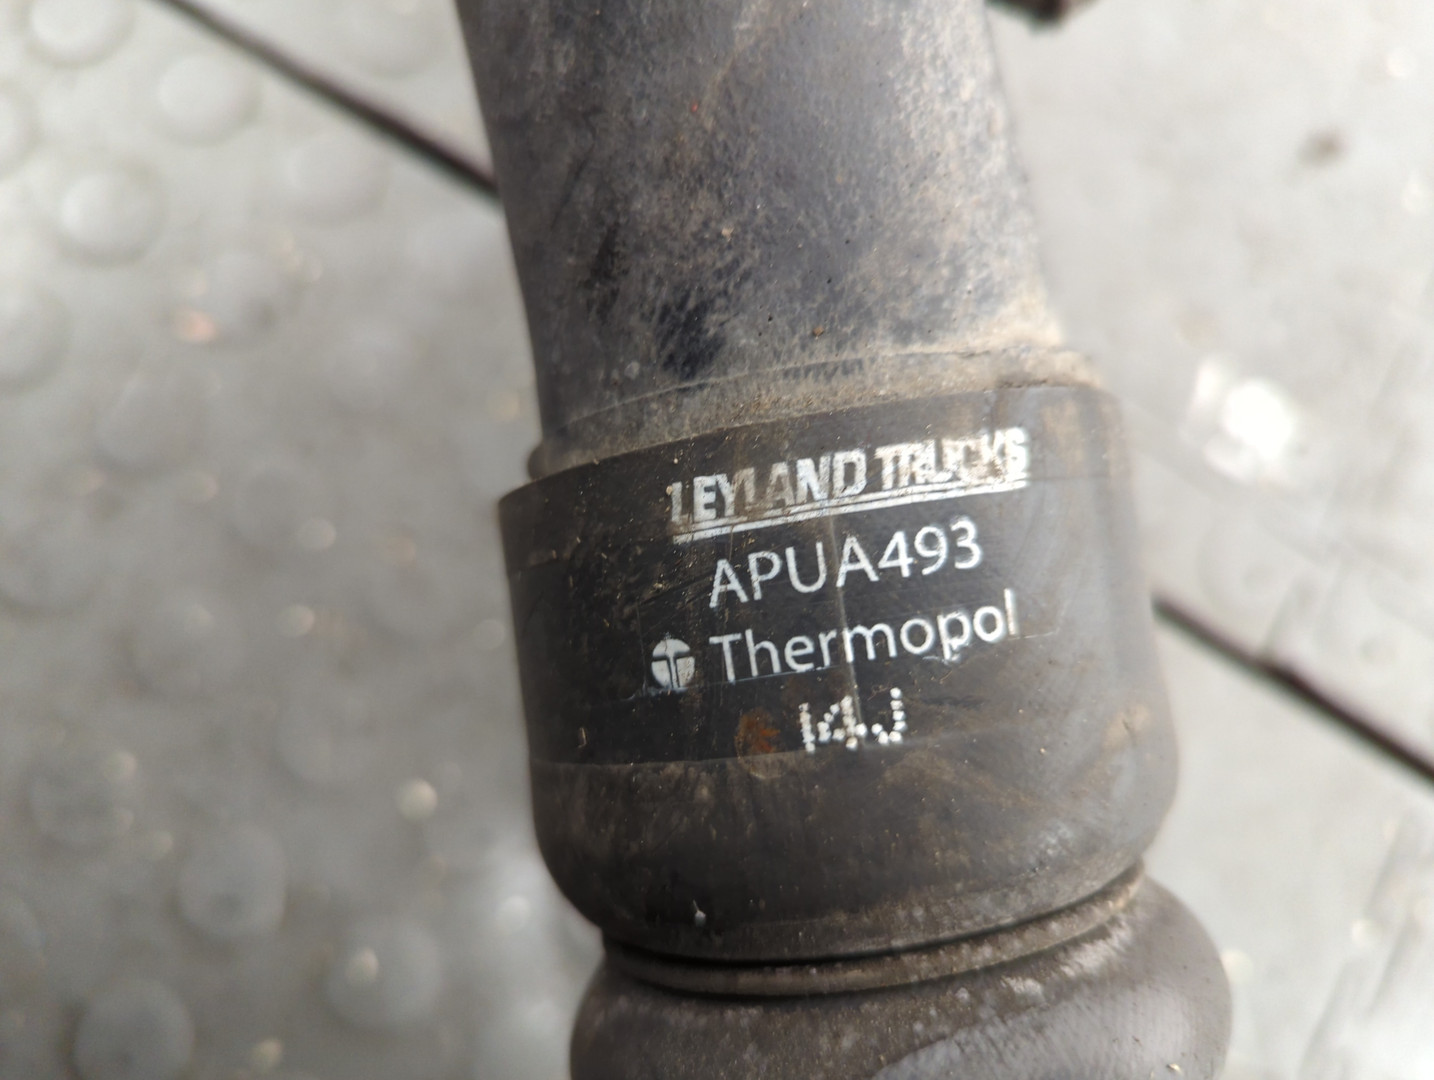 LEYLAND TRUCKS
APUA493
Thermopol
14J